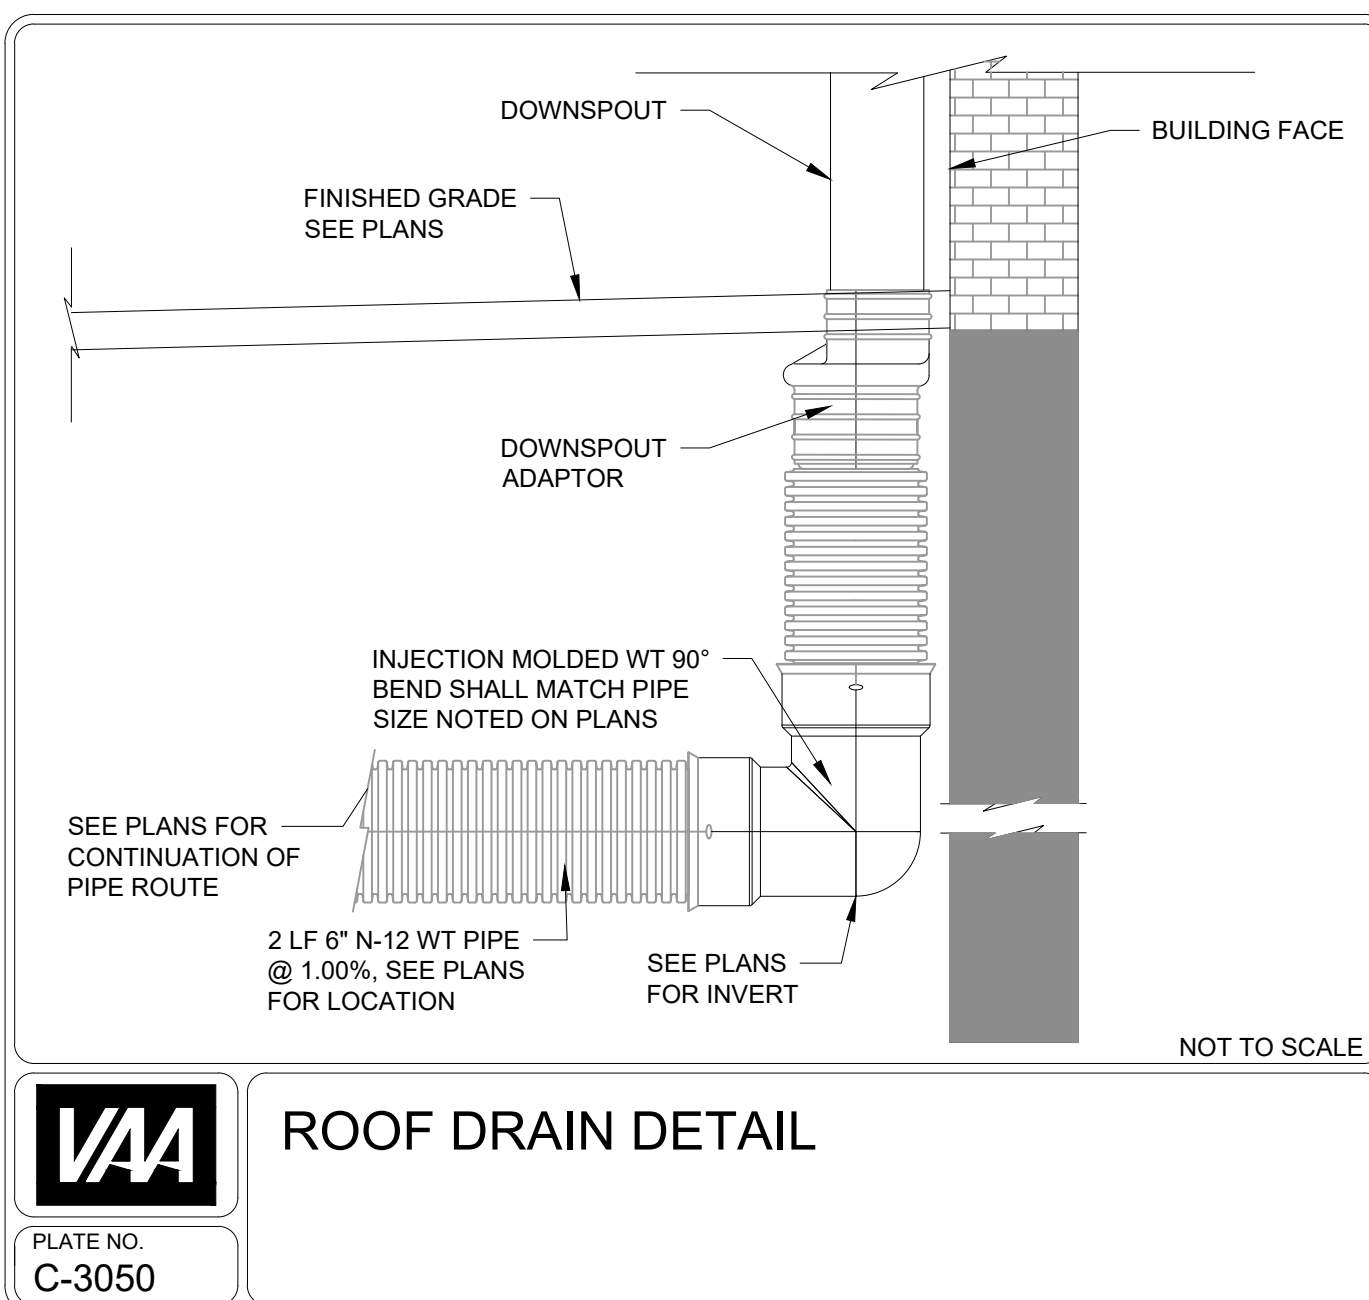 DOWNSPOUT
BUILDING FACE
FINISHED GRADE
SEE PLANS
DOWNSPOUT
ADAPTOR
INJECTION MOLDED WT 90°
BEND SHALL MATCH PIPE
SIZE NOTED ON PLANS
SEE PLANS FOR
CONTINUATION OF
PIPE ROUTE
2 LF 6" N-12 WT PIPE
@ 1.00%, SEE PLANS
FOR LOCATION
SEE PLANS
FOR INVERT
NOT TO SCALE
VAA
ROOF DRAIN DETAIL
PLATE NO.
C-3050